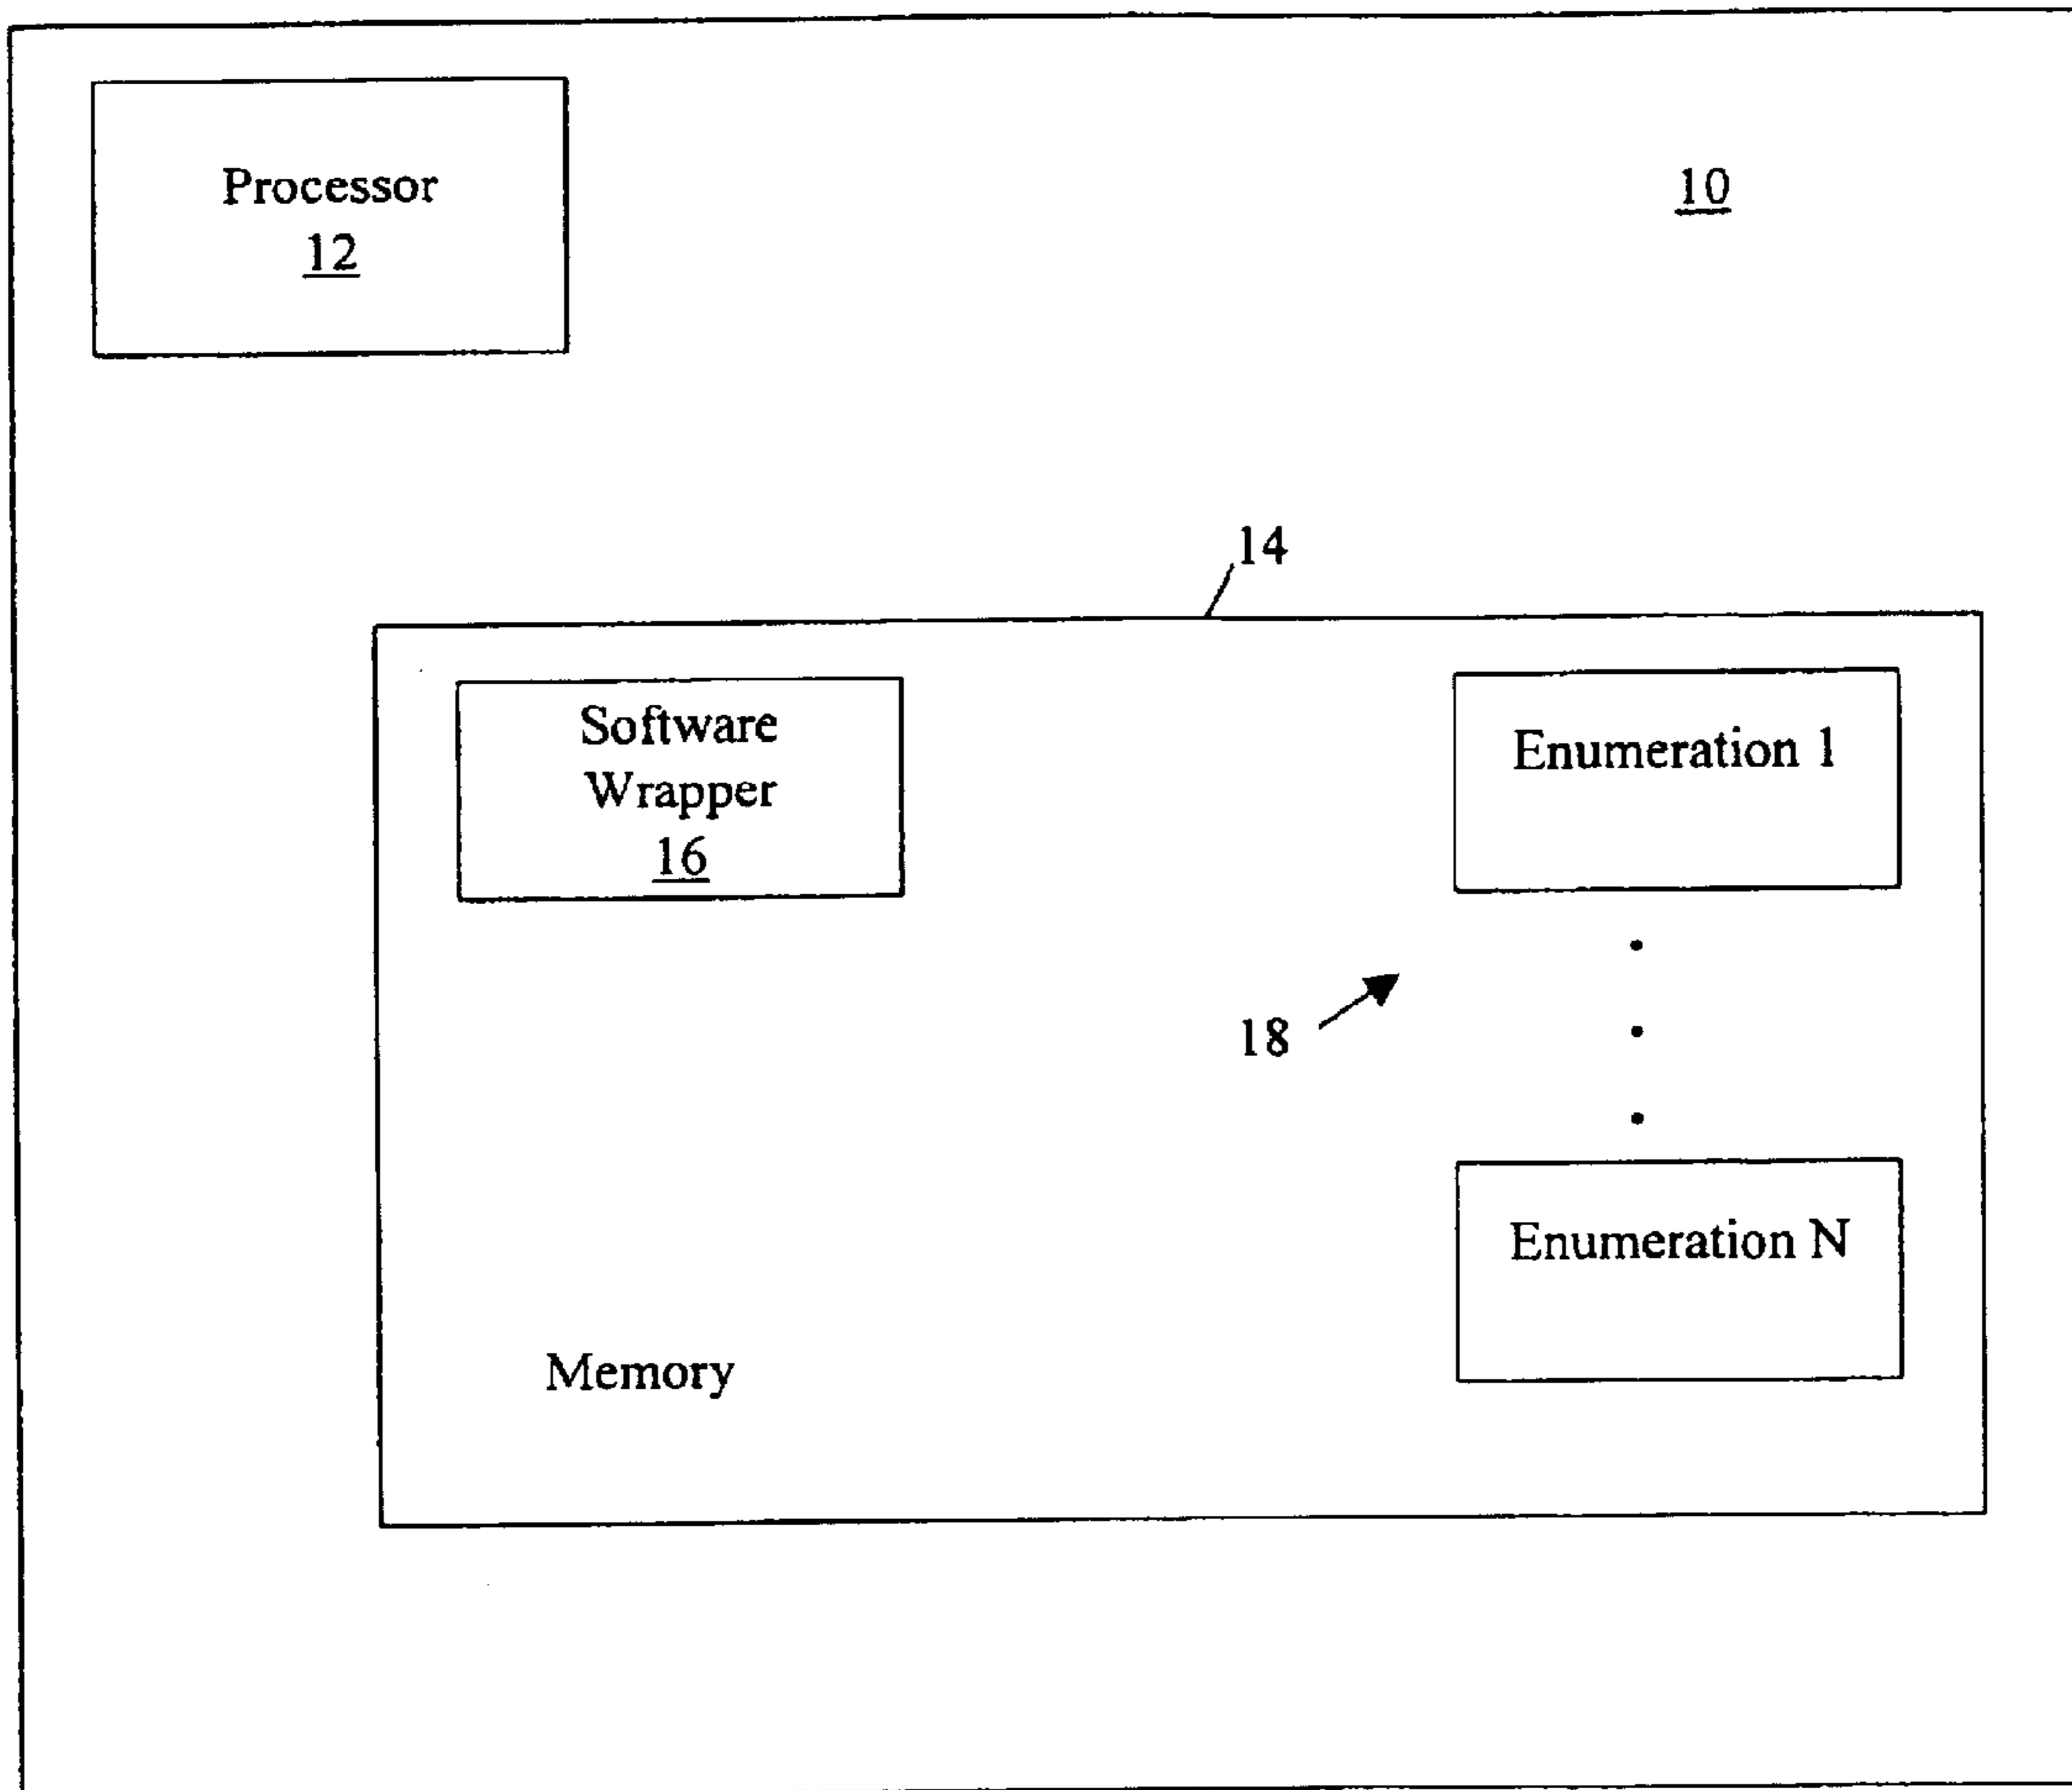 Processor
12
10
14
Software
Wrapper
16
Enumeration 1
18
Enumeration N
Memory